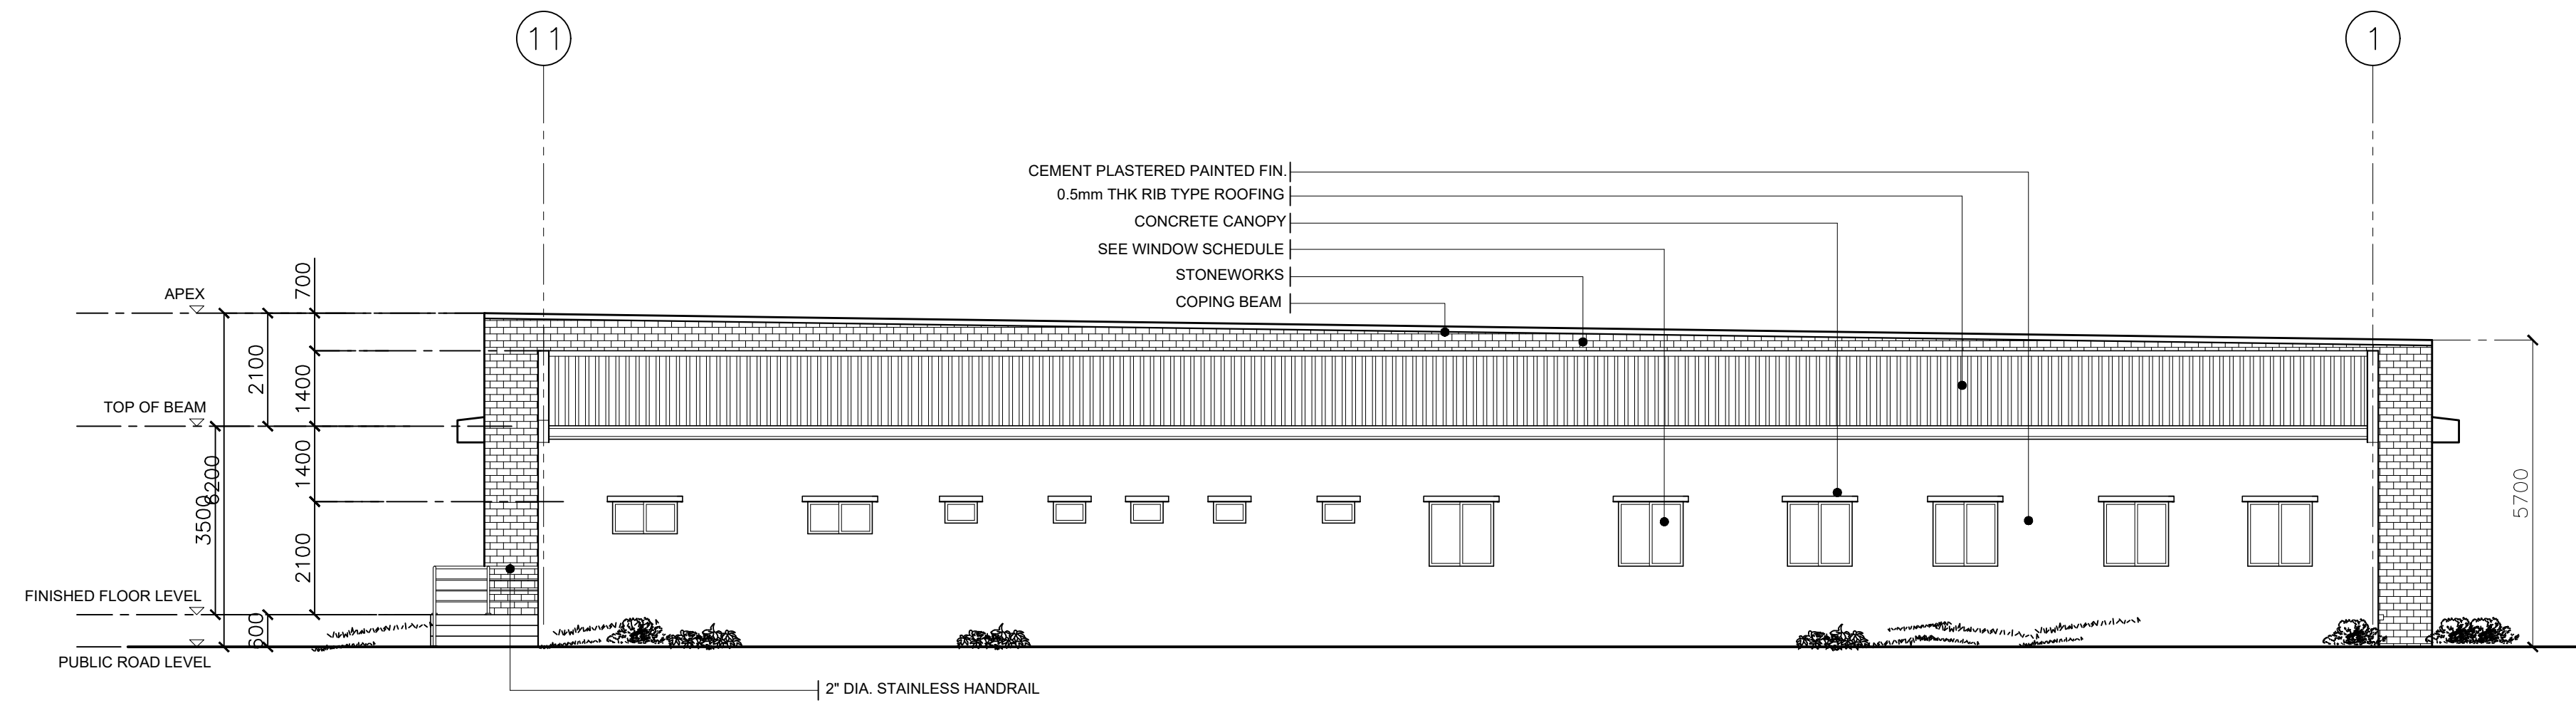 11
1
CEMENT PLASTERED PAINTED FIN.
0.5mm THK RIB TYPE ROOFING
CONCRETE CANOPY
SEE WINDOW SCHEDULE
STONEWORKS
COPING BEAM
APEX
700
2100
1400
TOP OF BEAM
1400
6200
3500
5700
2100
FINISHED FLOOR LEVEL
600
PUBLIC ROAD LEVEL
2" DIA. STAINLESS HANDRAIL